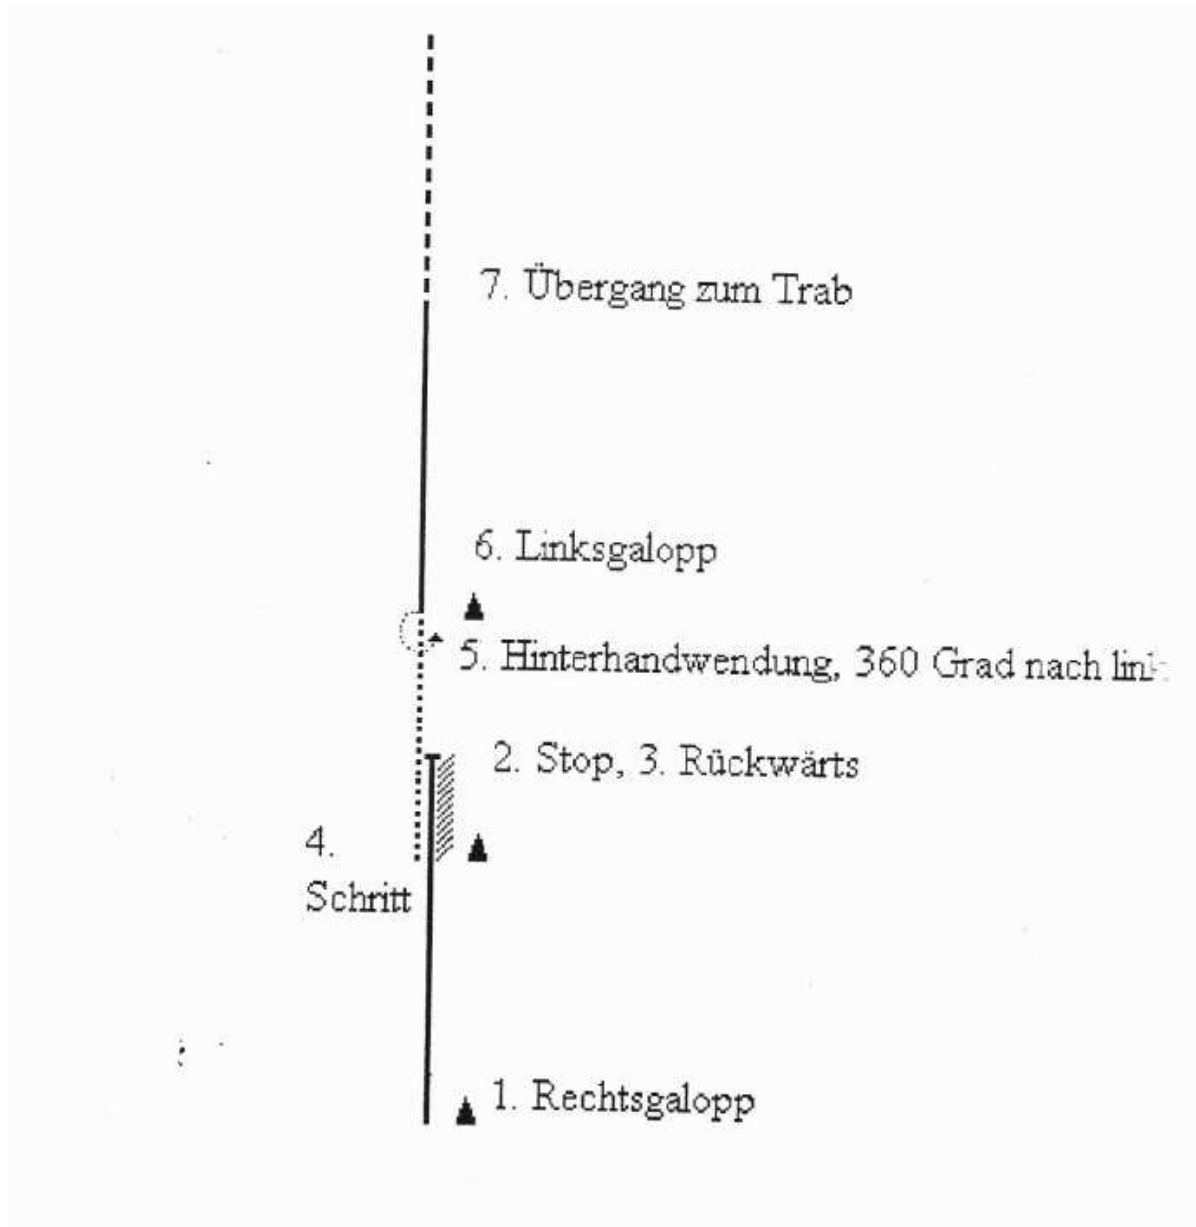 7. Übergang zum Trab
6. Linksgalopp
5. Hinterhandwendung, 360 Grad nach
2. Stop, 3. Rückwärts
4.
Schritt
1. Rechtsgalopp